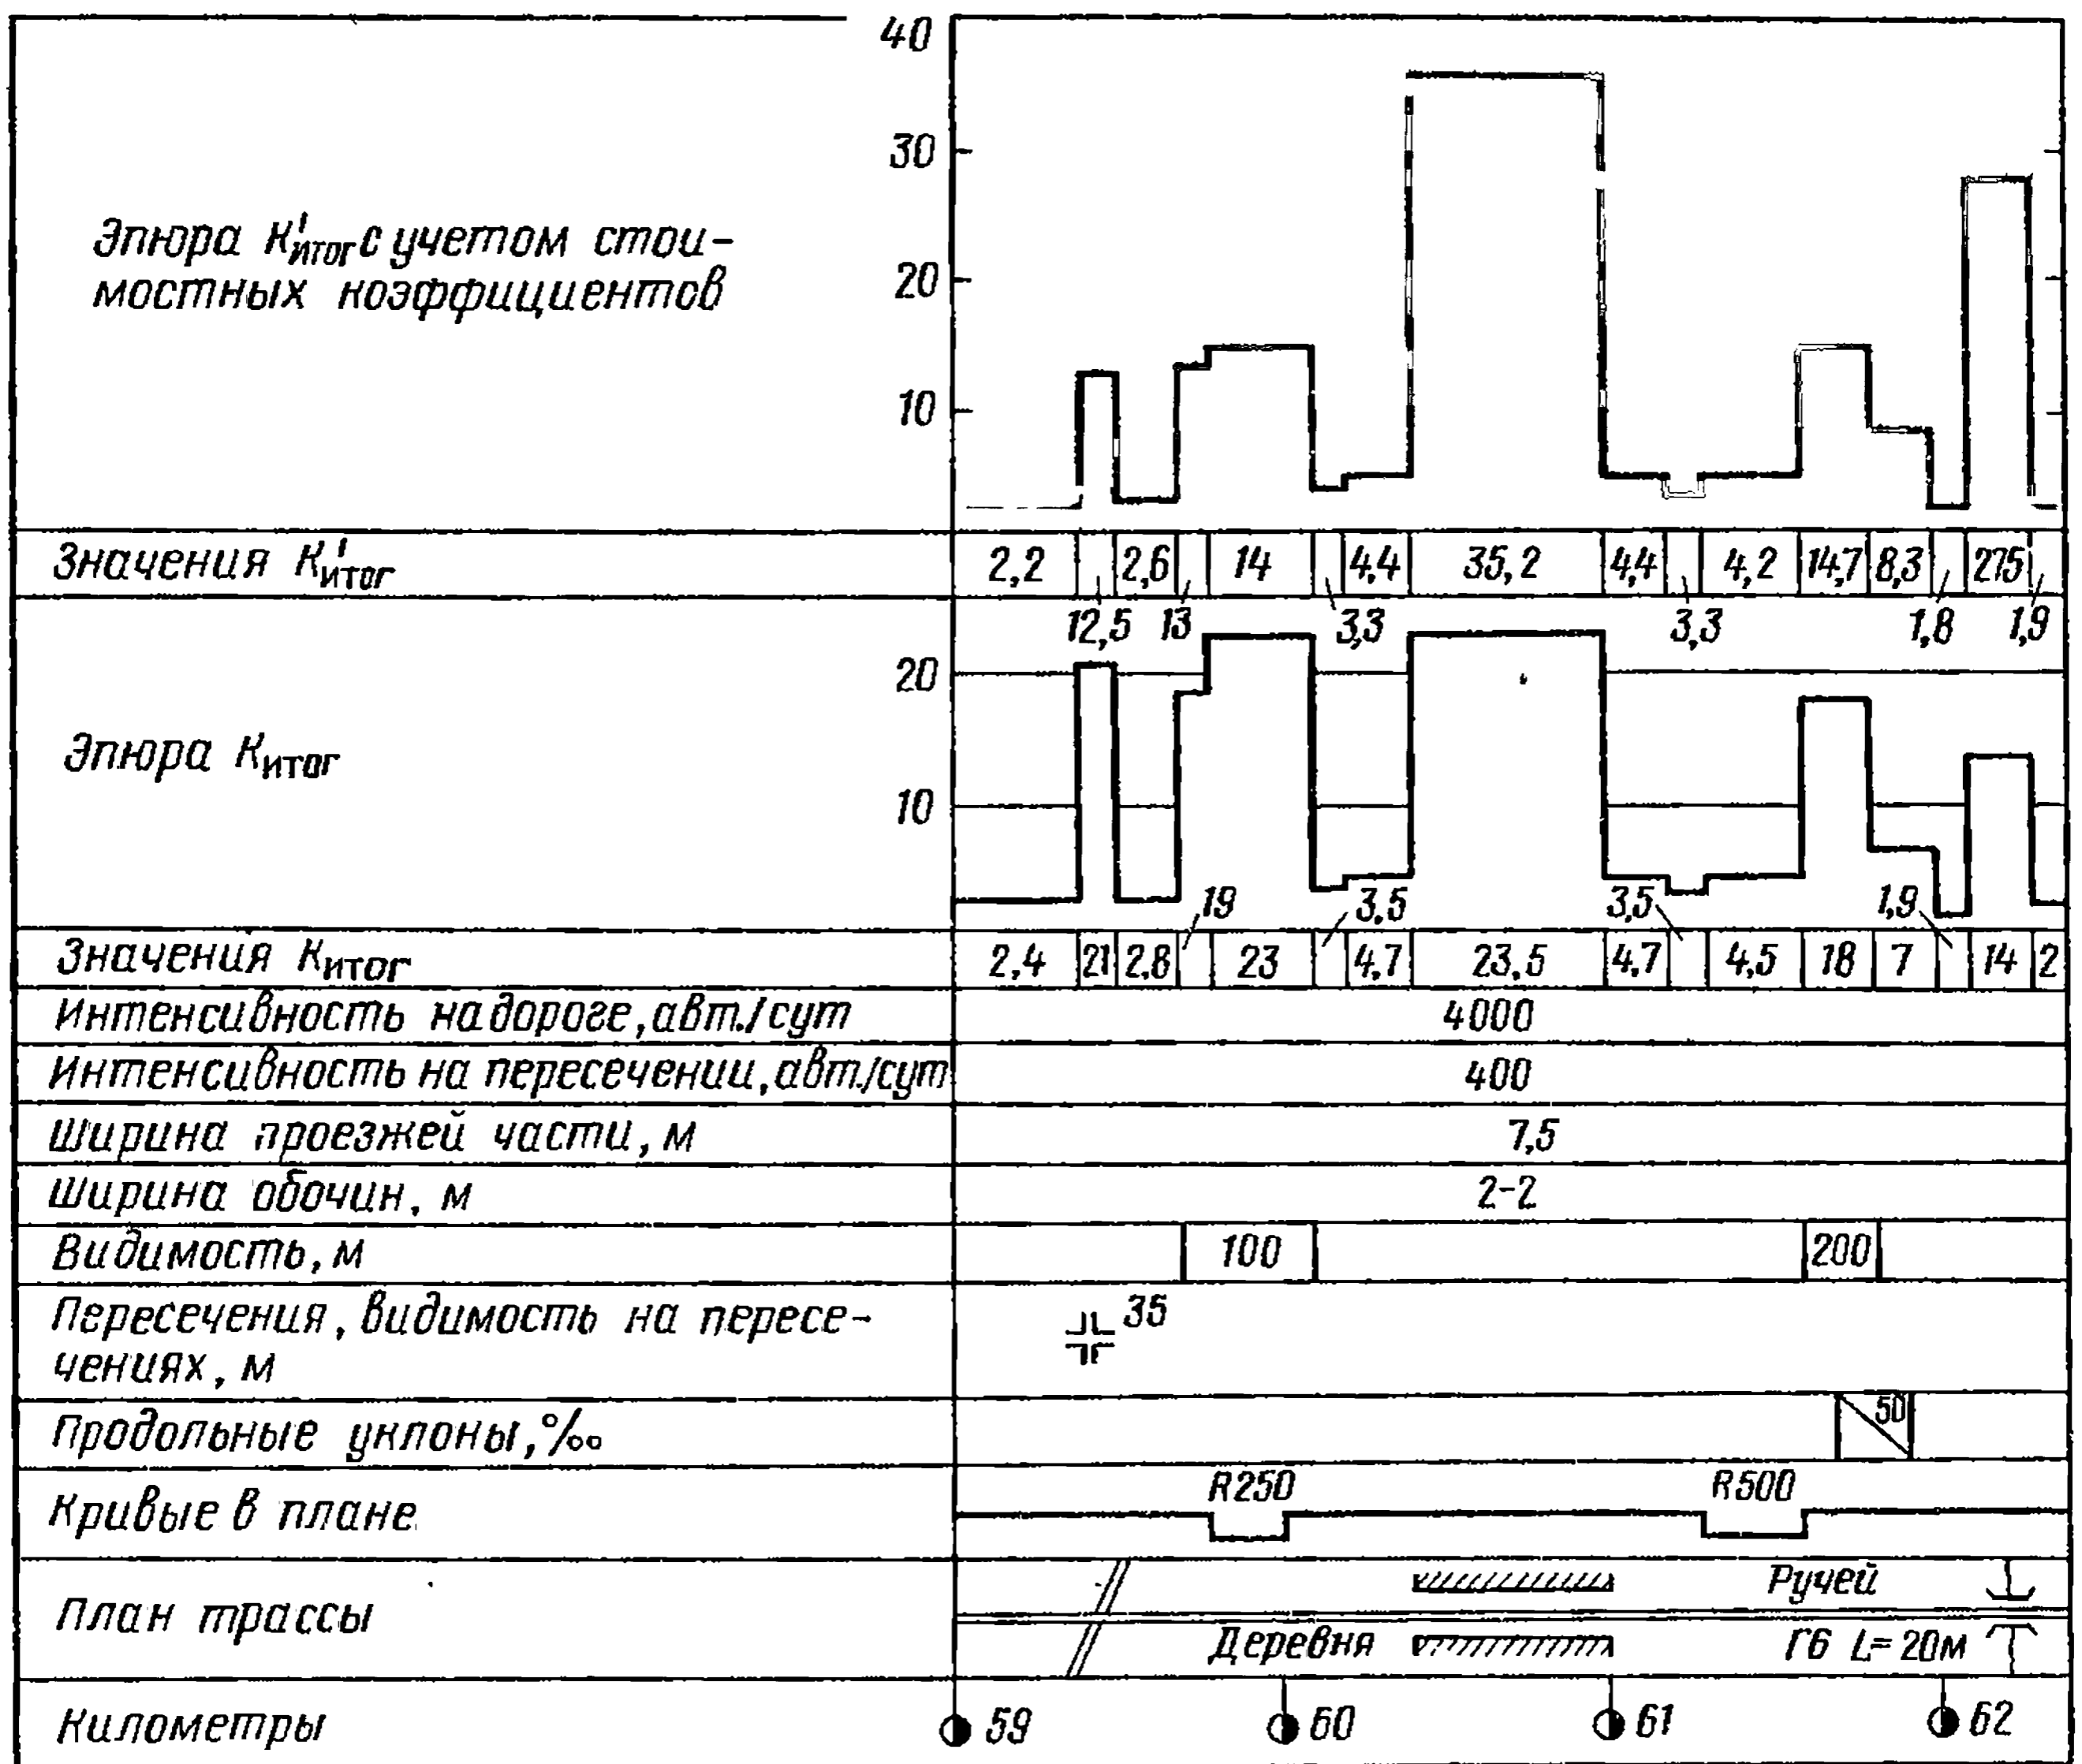 40
30
20
10
Эпюра К'итог с учетом стои-
мостных коэффициентов
Значения К'итог
2,2 2,6 14 4,4 35,2 4,4 4,2 14,7 8,3 275
12,5 13 3,3 3,3 1,8 1,9
20
10
Эпюра Китог
19 3,5 3,5 1,9
Значения Китог
2,4 21 2,8 23 4,7 23,5 4,7 4,5 18 7 14 2
Интенсивность на дороге, авт./сут 4000
Интенсивность на пересечении, авт./сут 400
Ширина проезжей части, м 7,5
Ширина обочин, м 2-2
Видимость, м 100 200
Пересечения, видимость на пересе-
чениях, м
35
Продольные уклоны, ‰ 50
Кривые в плане R250 R500
План трассы
Ручей
Деревня Г6 L=20м
Километры 59 60 61 62